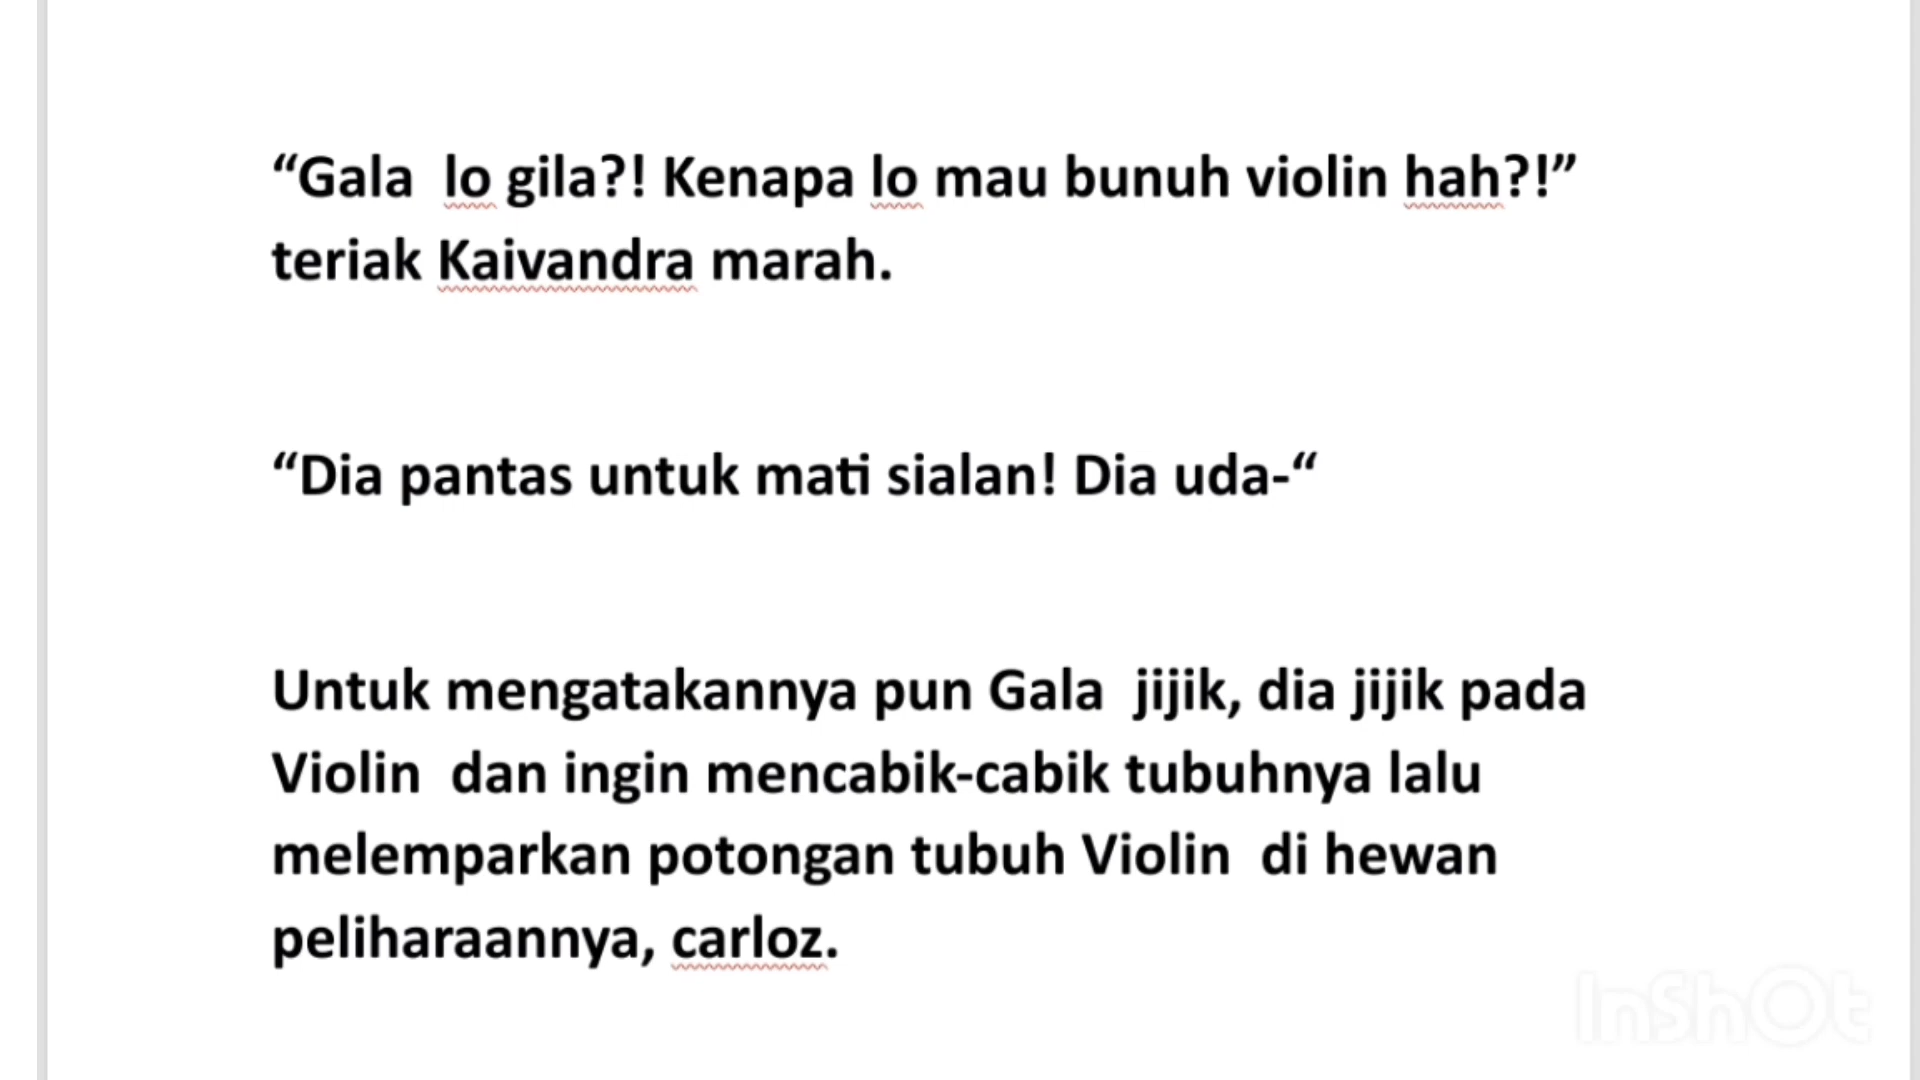 “Gala  lo gila?! Kenapa lo mau bunuh violin hah?!”
teriak Kaivandra marah.
“Dia pantas untuk mati sialan! Dia uda-“
Untuk mengatakannya pun Gala  jijik, dia jijik pada
Violin  dan ingin mencabik-cabik tubuhnya lalu
melemparkan potongan tubuh Violin  di hewan
peliharaannya, carloz.
InShOt